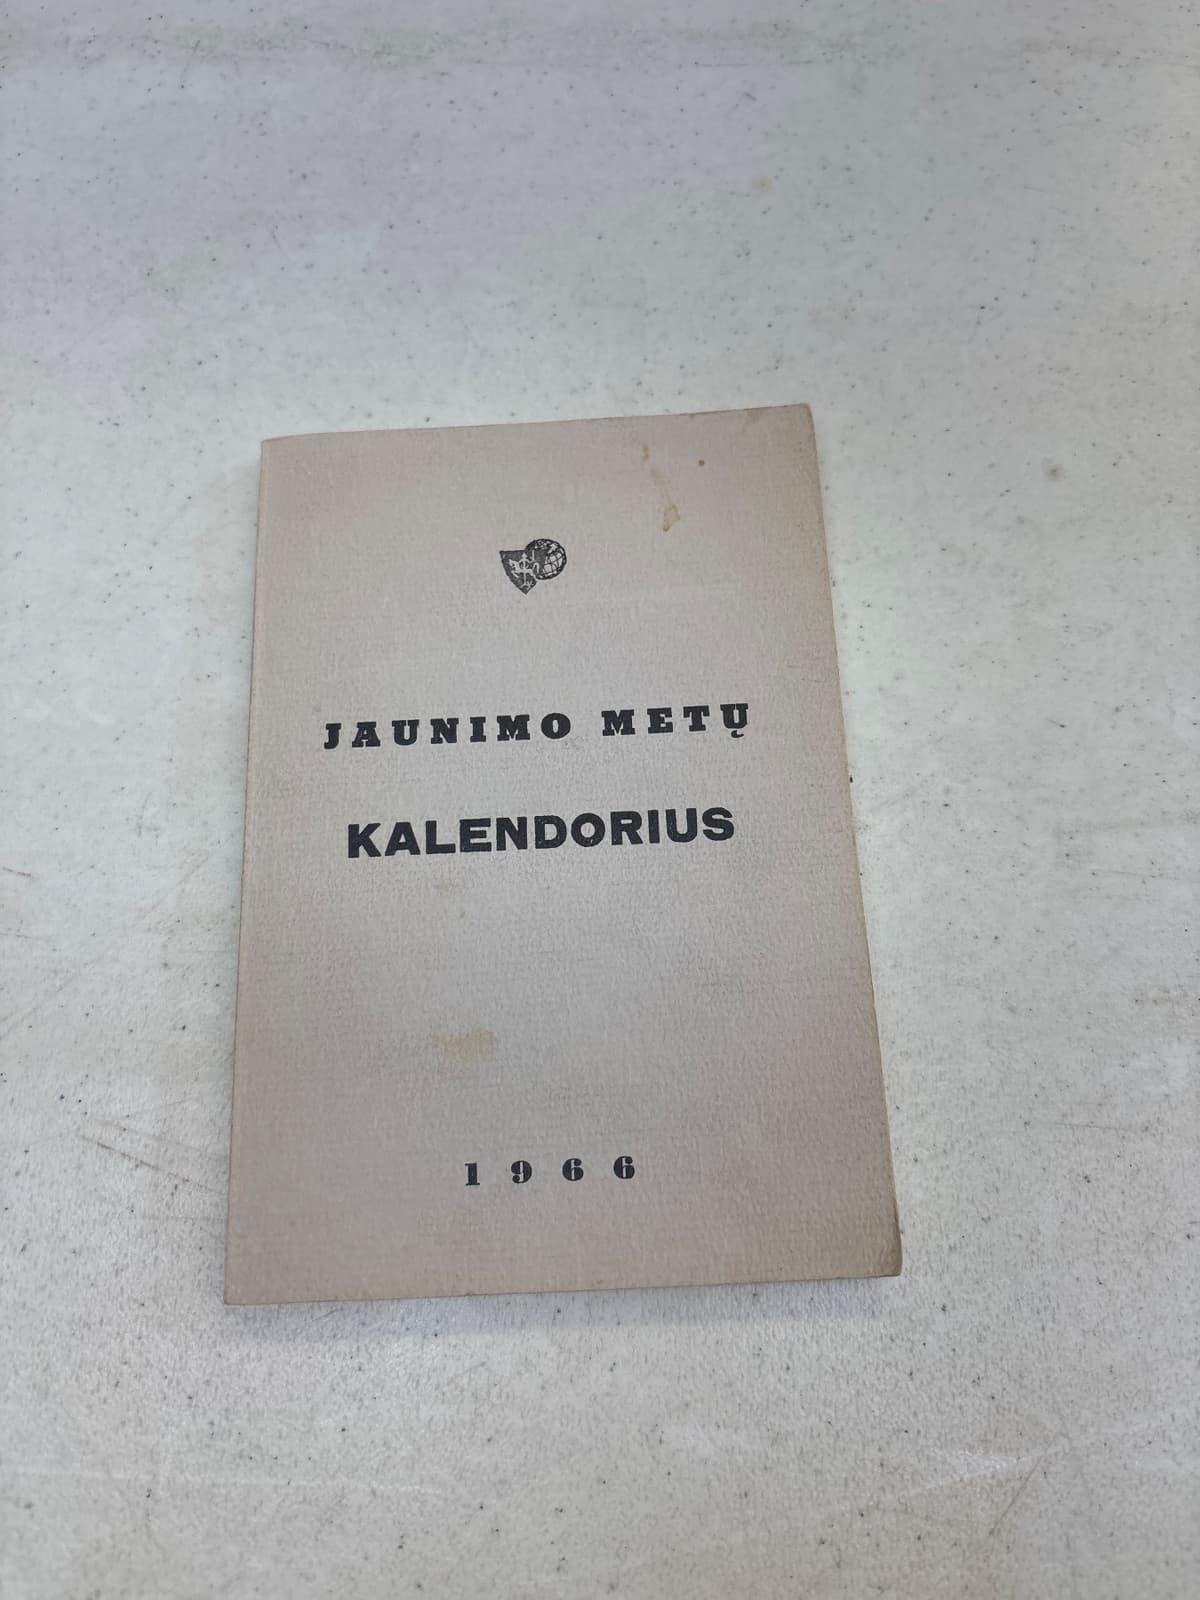 JAUNIMO METŲ
KALENDORIUS
1966